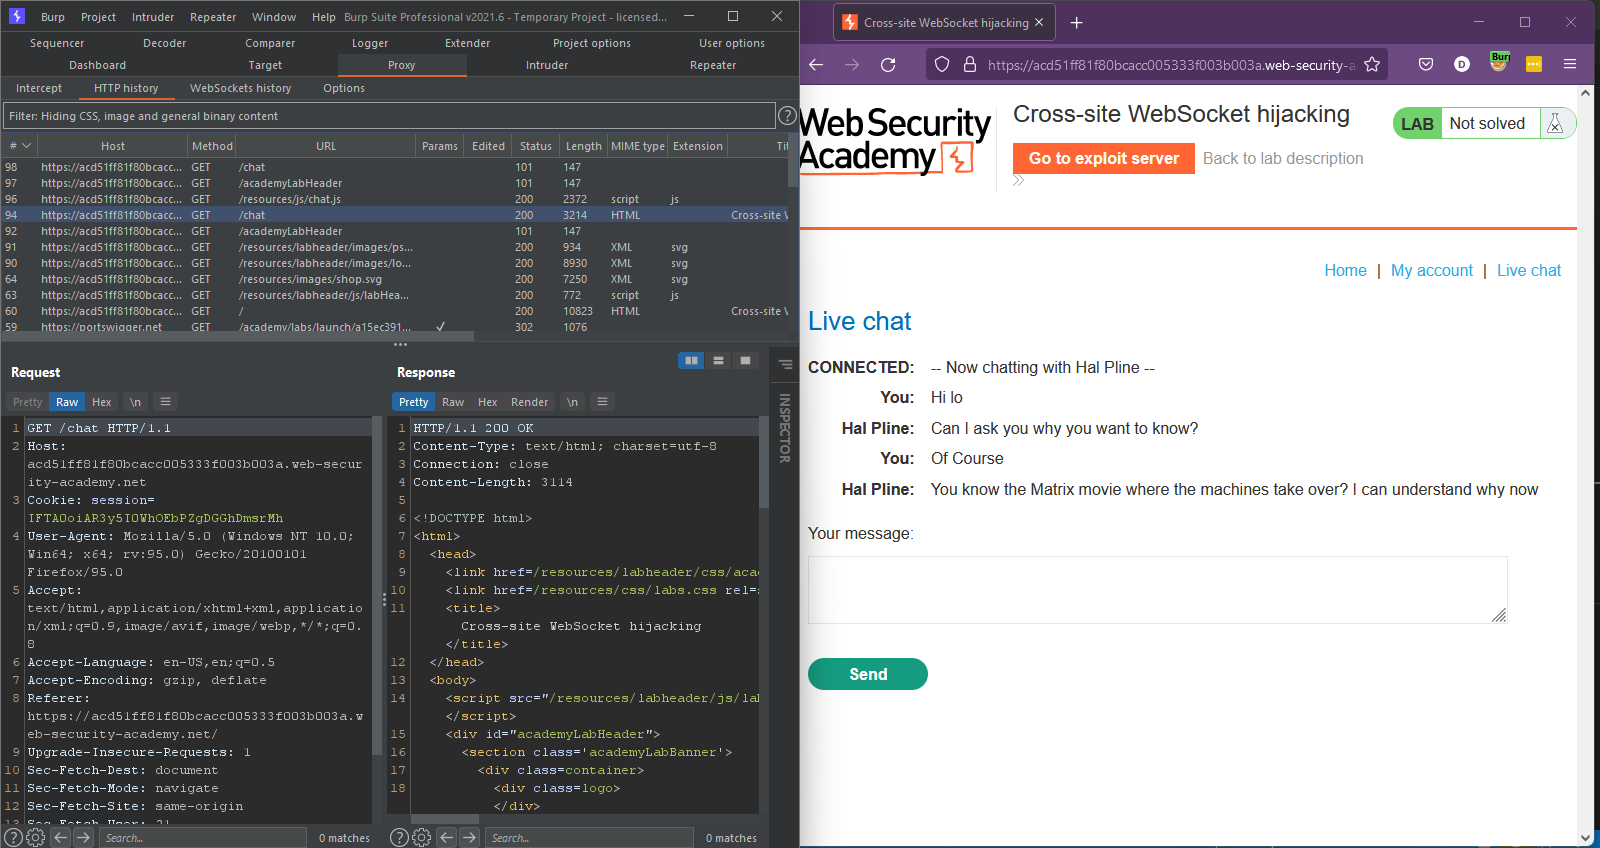 Burp Project Intruder Repeater Window Help Burp Suite Professional v2021.6 - Temporary Project - licensed...
Sequencer Decoder Comparer Logger Extender Project options User options
Dashboard Target Proxy Intruder Repeater
Intercept HTTP history WebSockets history Options
Filter: Hiding CSS, image and general binary content
# Host Method URL Params Edited Status Length MIME type Extension Tit
98 https://acd51ff81f80bcacc... GET /chat 101 147
97 https://acd51ff81f80bcacc... GET /academyLabHeader 101 147
96 https://acd51ff81f80bcacc... GET /resources/js/chat.js 200 2372 script js
94 https://acd51ff81f80bcacc... GET /chat 200 3214 HTML Cross-site W
92 https://acd51ff81f80bcacc... GET /academyLabHeader 101 147
91 https://acd51ff81f80bcacc... GET /resources/labheader/images/ps... 200 934 XML svg
90 https://acd51ff81f80bcacc... GET /resources/labheader/images/lo... 200 8930 XML svg
64 https://acd51ff81f80bcacc... GET /resources/images/shop.svg 200 7250 XML svg
63 https://acd51ff81f80bcacc... GET /resources/labheader/js/labHea... 200 772 script js
60 https://acd51ff81f80bcacc... GET / 200 10823 HTML Cross-site W
59 https://portswigger.net GET /academy/labs/launch/a15ec391... ✓ 302 1076
Request
Pretty Raw Hex \n
1 GET /chat HTTP/1.1
2 Host:
acd51ff81f80bcacc005333f003b003a.web-secur
ity-academy.net
3 Cookie: session=
IFTAOoiAR3y5I0WhOEbPZgDGGhDmsrMh
4 User-Agent: Mozilla/5.0 (Windows NT 10.0;
Win64; x64; rv:95.0) Gecko/20100101
Firefox/95.0
5 Accept:
text/html,application/xhtml+xml,applicatio
n/xml;q=0.9,image/avif,image/webp,*/*;q=0.
8
6 Accept-Language: en-US,en;q=0.5
7 Accept-Encoding: gzip, deflate
8 Referer:
https://acd51ff81f80bcacc005333f003b003a.w
eb-security-academy.net/
9 Upgrade-Insecure-Requests: 1
10 Sec-Fetch-Dest: document
11 Sec-Fetch-Mode: navigate
12 Sec-Fetch-Site: same-origin
13 Sec-Fetch-User: ?1
Search... 0 matches
Response
Pretty Raw Hex Render \n
1 HTTP/1.1 200 OK
2 Content-Type: text/html; charset=utf-8
3 Connection: close
4 Content-Length: 3114
5
6 <!DOCTYPE html>
7 <html>
8 <head>
9 <link href=/resources/labheader/css/acad
10 <link href=/resources/css/labs.css rel=s
11 <title>
Cross-site WebSocket hijacking
</title>
12 </head>
13 <body>
14 <script src="/resources/labheader/js/lab
</script>
15 <div id="academyLabHeader">
16 <section class='academyLabBanner'>
17 <div class=container>
18 <div class=logo>
</div>
Search... 0 matches
INSPECTOR
Cross-site WebSocket hijacking
https://acd51ff81f80bcacc005333f003b003a.web-security-a
D
Burp
Web Security
Academy
Cross-site WebSocket hijacking
Go to exploit server Back to lab description
LAB Not solved
Home | My account | Live chat
Live chat
CONNECTED: -- Now chatting with Hal Pline --
You: Hi lo
Hal Pline: Can I ask you why you want to know?
You: Of Course
Hal Pline: You know the Matrix movie where the machines take over? I can understand why now
Your message:
Send